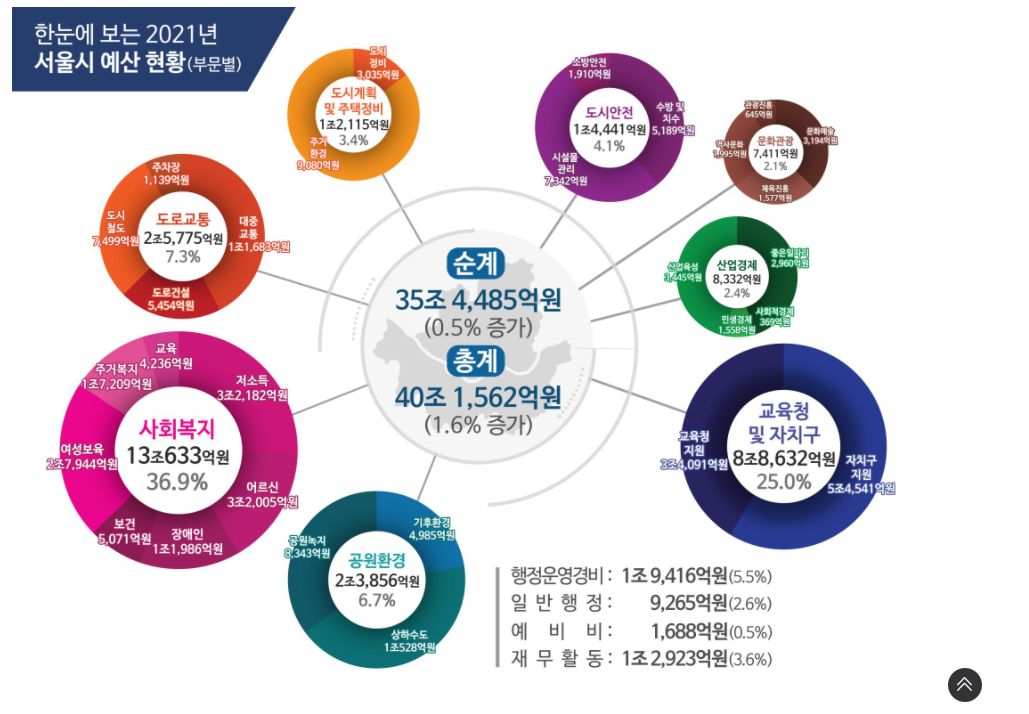 한눈에 보는 2021년
서울시 예산 현황(부문별)
도시
정비
3,035억원
도시계획
및 주택정비
1조2,115억원
3.4%
주거
환경
9,080억원
소방안전
1,910억원
도시안전
1조4,441억원
4.1%
수방 및
치수
5,189억원
시설물
관리
7,342억원
관광진흥
645억원
문화예술
3,194억원
역사문화
1,995억원
문화관광
7,411억원
2.1%
체육진흥
1,577억원
주차장
1,139억원
도시
철도
7,499억원
도로교통
2조5,775억원
7.3%
대중
교통
1조1,683억원
도로건설
5,454억원
순계
35조 4,485억원
(0.5% 증가)
총계
40조 1,562억원
(1.6% 증가)
산업육성
3,445억원
산업경제
8,332억원
2.4%
좋은일자리
2,960억원
사회적경제
369억원
민생경제
1,558억원
교육
4,236억원
주거복지
1조7,209억원
저소득
3조2,182억원
사회복지
13조633억원
36.9%
여성보육
2조7,944억원
어르신
3조2,005억원
보건
5,071억원
장애인
1조1,986억원
교육청
및 자치구
8조8,632억원
25.0%
교육청
지원
3조4,091억원
자치구
지원
5조4,541억원
기후환경
4,985억원
공원녹지
8,343억원
공원환경
2조3,856억원
6.7%
상하수도
1조528억원
행정운영경비 : 1조 9,416억원(5.5%)
일 반 행 정 : 9,265억원(2.6%)
예 비 비 : 1,688억원(0.5%)
재 무 활 동 : 1조 2,923억원(3.6%)